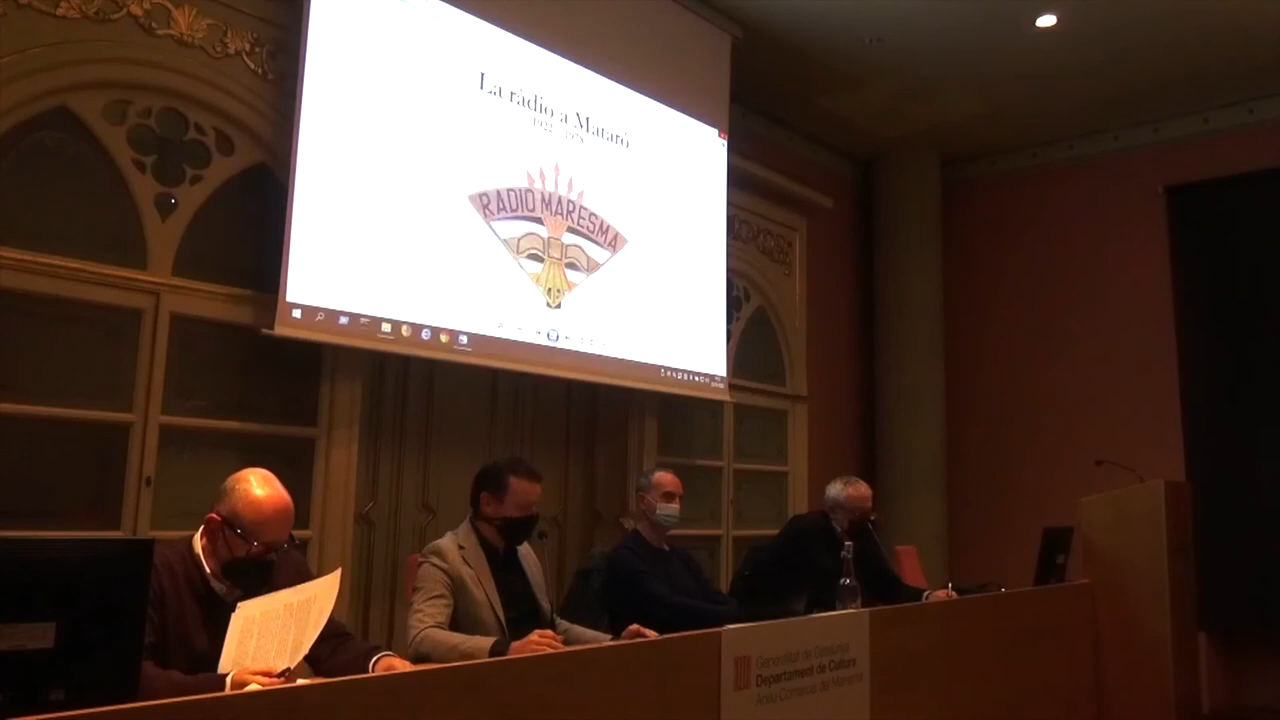 La ràdio a Mataró
RADIO MARESMA
Generalitat de Catalunya
Departament de Cultura
Arxiu Comarcal del Maresme